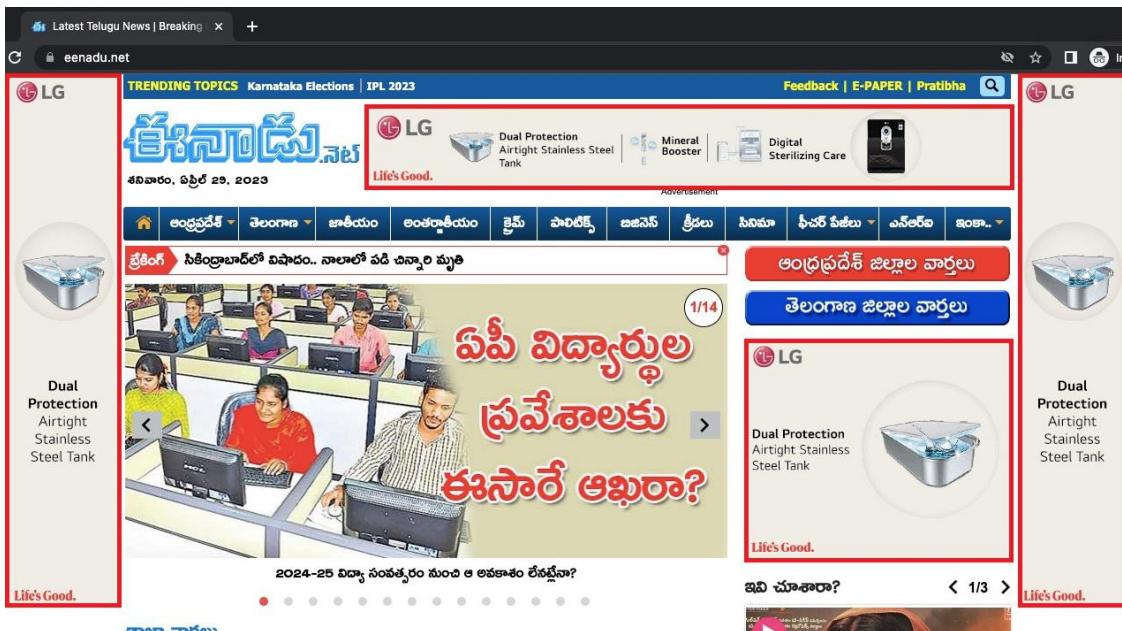 Latest Telugu News | Breaking
eenadu.net
LG
TRENDING TOPICS Karnataka Elections | IPL 2023
Feedback | E-PAPER | Pratibha
LG
ఈనాడు.నెట్
శనివారం, ఏప్రిల్ 29, 2023
LG
Life's Good.
Dual Protection
Airtight Stainless Steel
Tank
Mineral
Booster
Digital
Sterilizing Care
Advertisement
ఆంధ్రప్రదేశ్ తెలంగాణ జాతీయం అంతర్జాతీయం క్రైమ్ పాలిటిక్స్ బిజినెస్ క్రీడలు సినిమా ఫీచర్ పేజీలు ఎన్ఆర్ఐ ఇంకా..
బ్రేకింగ్ సికింద్రాబాద్‌లో విషాదం.. నాలాలో పడి చిన్నారి మృతి
ఆంధ్రప్రదేశ్ జిల్లాల వార్తలు
తెలంగాణ జిల్లాల వార్తలు
1/14
ఏపీ విద్యార్థుల
ప్రవేశాలకు
ఈసారే ఆఖరా?
2024-25 విద్యా సంవత్సరం నుంచి ఆ అవకాశం లేనట్లేనా?
LG
Dual Protection
Airtight Stainless
Steel Tank
Life's Good.
ఇవి చూశారా?
1/3
Dual
Protection
Airtight
Stainless
Steel Tank
Life's Good.
Dual
Protection
Airtight
Stainless
Steel Tank
Life's Good.